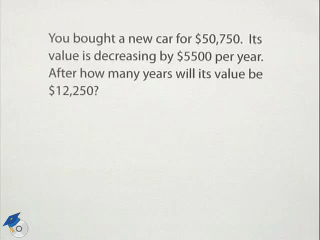 You bought a new car for $50,750. Its
value is decreasing by $5500 per year.
After how many years will its value be
$12,250?